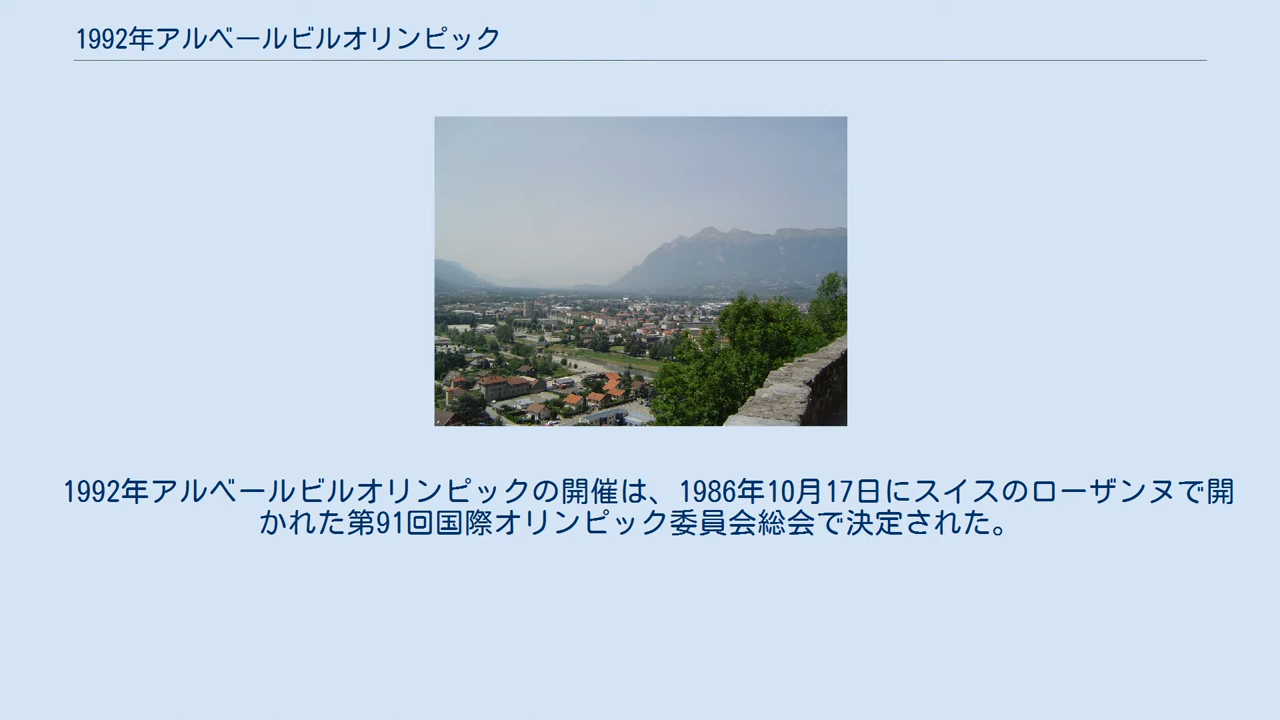 1992年アルベールビルオリンピック
1992年アルベールビルオリンピックの開催は、1986年10月17日にスイスのローザンヌで開
かれた第91回国際オリンピック委員会総会で決定された。